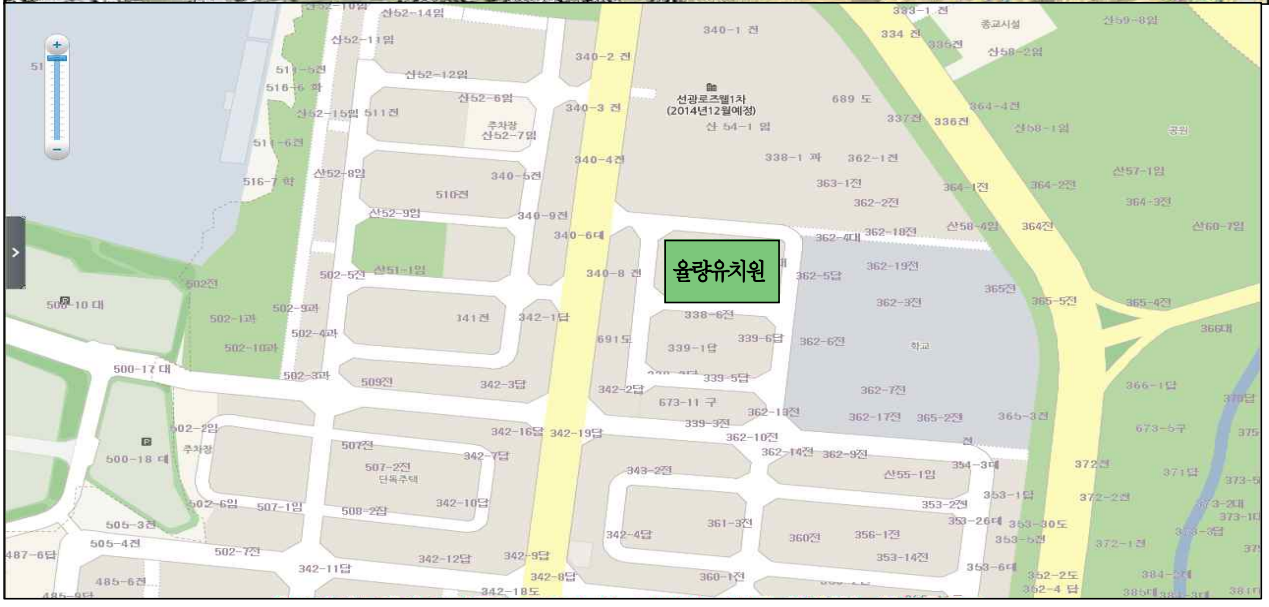 산52-10임
산52-14임
333-1 전
산59-8임
종교시설
340-1 전
334 전
335전
산58-2임
산52-11임
340-2 전
51
511-5전
산52-12임
516-6 학
선광로즈웰1차
(2014년12월예정)
산52-6임
689 도
364-4전
산52-15임
511전
340-3 전
주차장
산52-7임
산 54-1 임
337전
336전
산58-1임
공원
511-6전
340-4전
338-1 과
362-1전
산52-8임
340-5전
산57-1임
516-7 학
363-1전
364-1전
364-2전
510전
362-2전
364-3전
산52-9임
340-9전
340-6대
362-4대
362-18전
산58-4임
364전
산60-7임
율량유치원
502-5전
산51-1임
340-8 전
362-5답
362-19전
502전
365전
500-10 대
502-9과
362-3전
365-5전
365-4전
502-1과
342-1답
338-6전
366대
502-4과
691도
339-6답
362-6전
학교
502-10과
339-1답
500-17 대
502-3과
509전
342-3답
339-5답
342-2답
362-7전
366-1답
673-11 구
362-13전
362-17전
365-2전
365-3전
339-3전
673-5구
375
502-2임
342-16답
342-19답
362-10전
전
507전
362-14전
362-9전
주차장
342-7답
500-18 대
507-2전
단독주택
343-2전
산55-1임
354-3대
372전
371답
373-5
502-6임
507-1임
508-2잡
342-10답
353-2전
353-1답
372-2전
505-3전
361-3전
353-26대
353-30도
373-1대
342-4답
360전
356-1전
505-4전
353-5전
372-1전
487-6답
502-7전
342-12답
342-9답
353-14전
342-11답
353-6대
485-6전
342-8답
360-1전
352-2도
342-18도
352-4 답